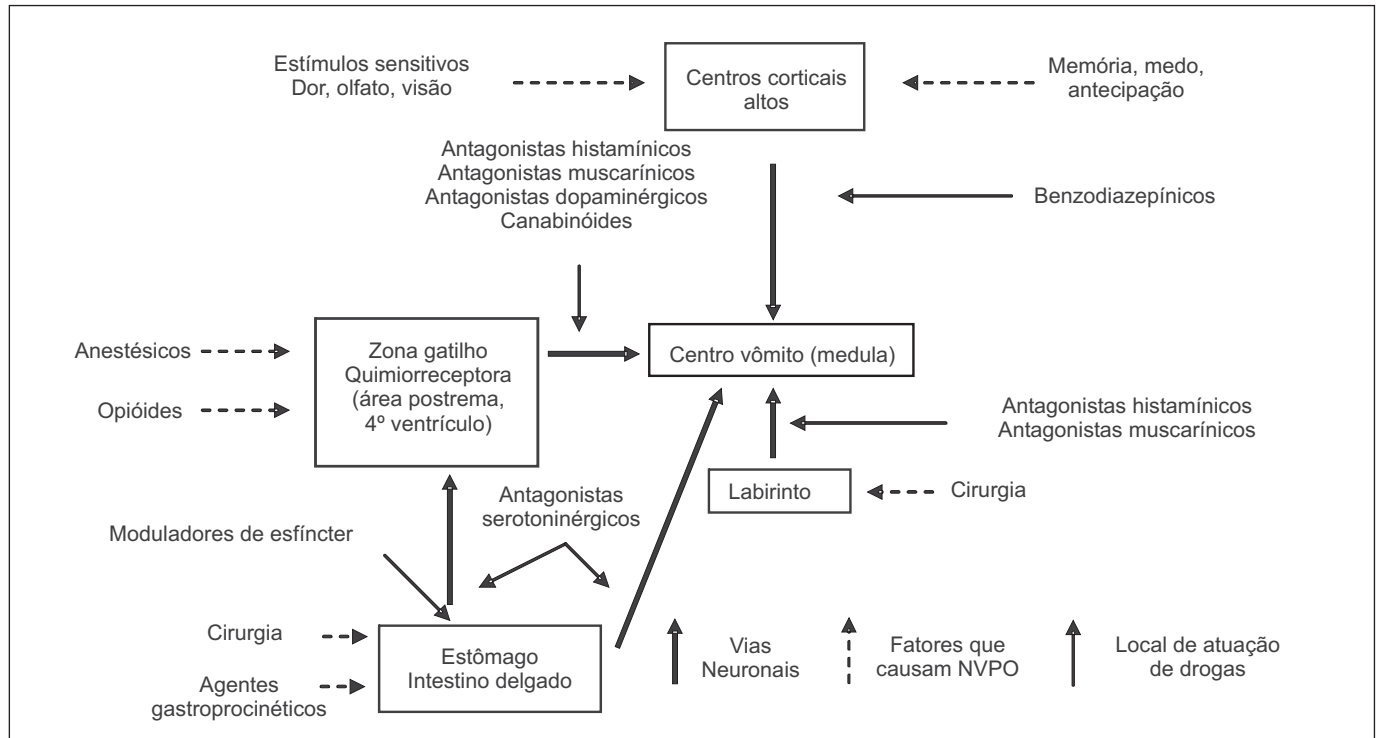 Estímulos sensitivos
Dor, olfato, visão
Centros corticais
altos
Memória, medo,
antecipação
Antagonistas histamínicos
Antagonistas muscarínicos
Antagonistas dopaminérgicos
Canabinóides
Benzodiazepínicos
Anestésicos
Opióides
Zona gatilho
Quimiorreceptora
(área postrema,
4º ventrículo)
Centro vômito (medula)
Antagonistas histamínicos
Antagonistas muscarínicos
Labirinto
Cirurgia
Antagonistas
serotoninérgicos
Moduladores de esfíncter
Cirurgia
Agentes
gastroprocinéticos
Estômago
Intestino delgado
Vias
Neuronais
Fatores que
causam NVPO
Local de atuação
de drogas